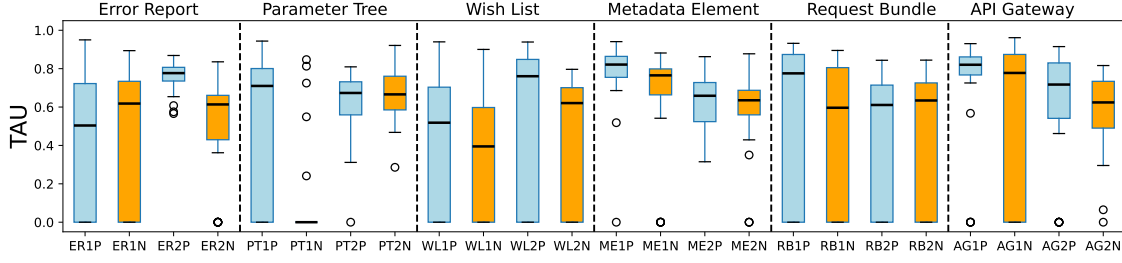 Error Report Parameter Tree Wish List Metadata Element Request Bundle API Gateway
TAU
1.0
0.8
0.6
0.4
0.2
0.0
ER1P ER1N ER2P ER2N PT1P PT1N PT2P PT2N WL1P WL1N WL2P WL2N ME1P ME1N ME2P ME2N RB1P RB1N RB2P RB2N AG1P AG1N AG2P AG2N